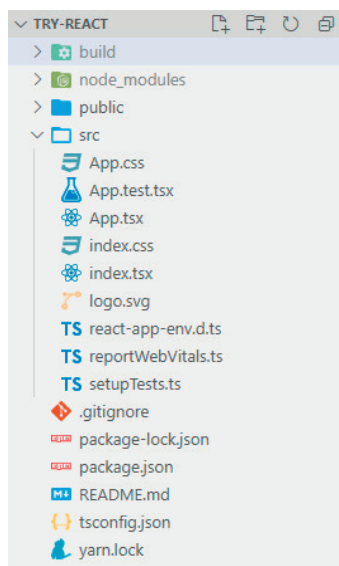 TRY-REACT
build
node_modules
public
src
App.css
App.test.tsx
App.tsx
index.css
index.tsx
logo.svg
TS react-app-env.d.ts
TS reportWebVitals.ts
TS setupTests.ts
.gitignore
npm package-lock.json
npm package.json
M↓ README.md
{..} tsconfig.json
yarn.lock